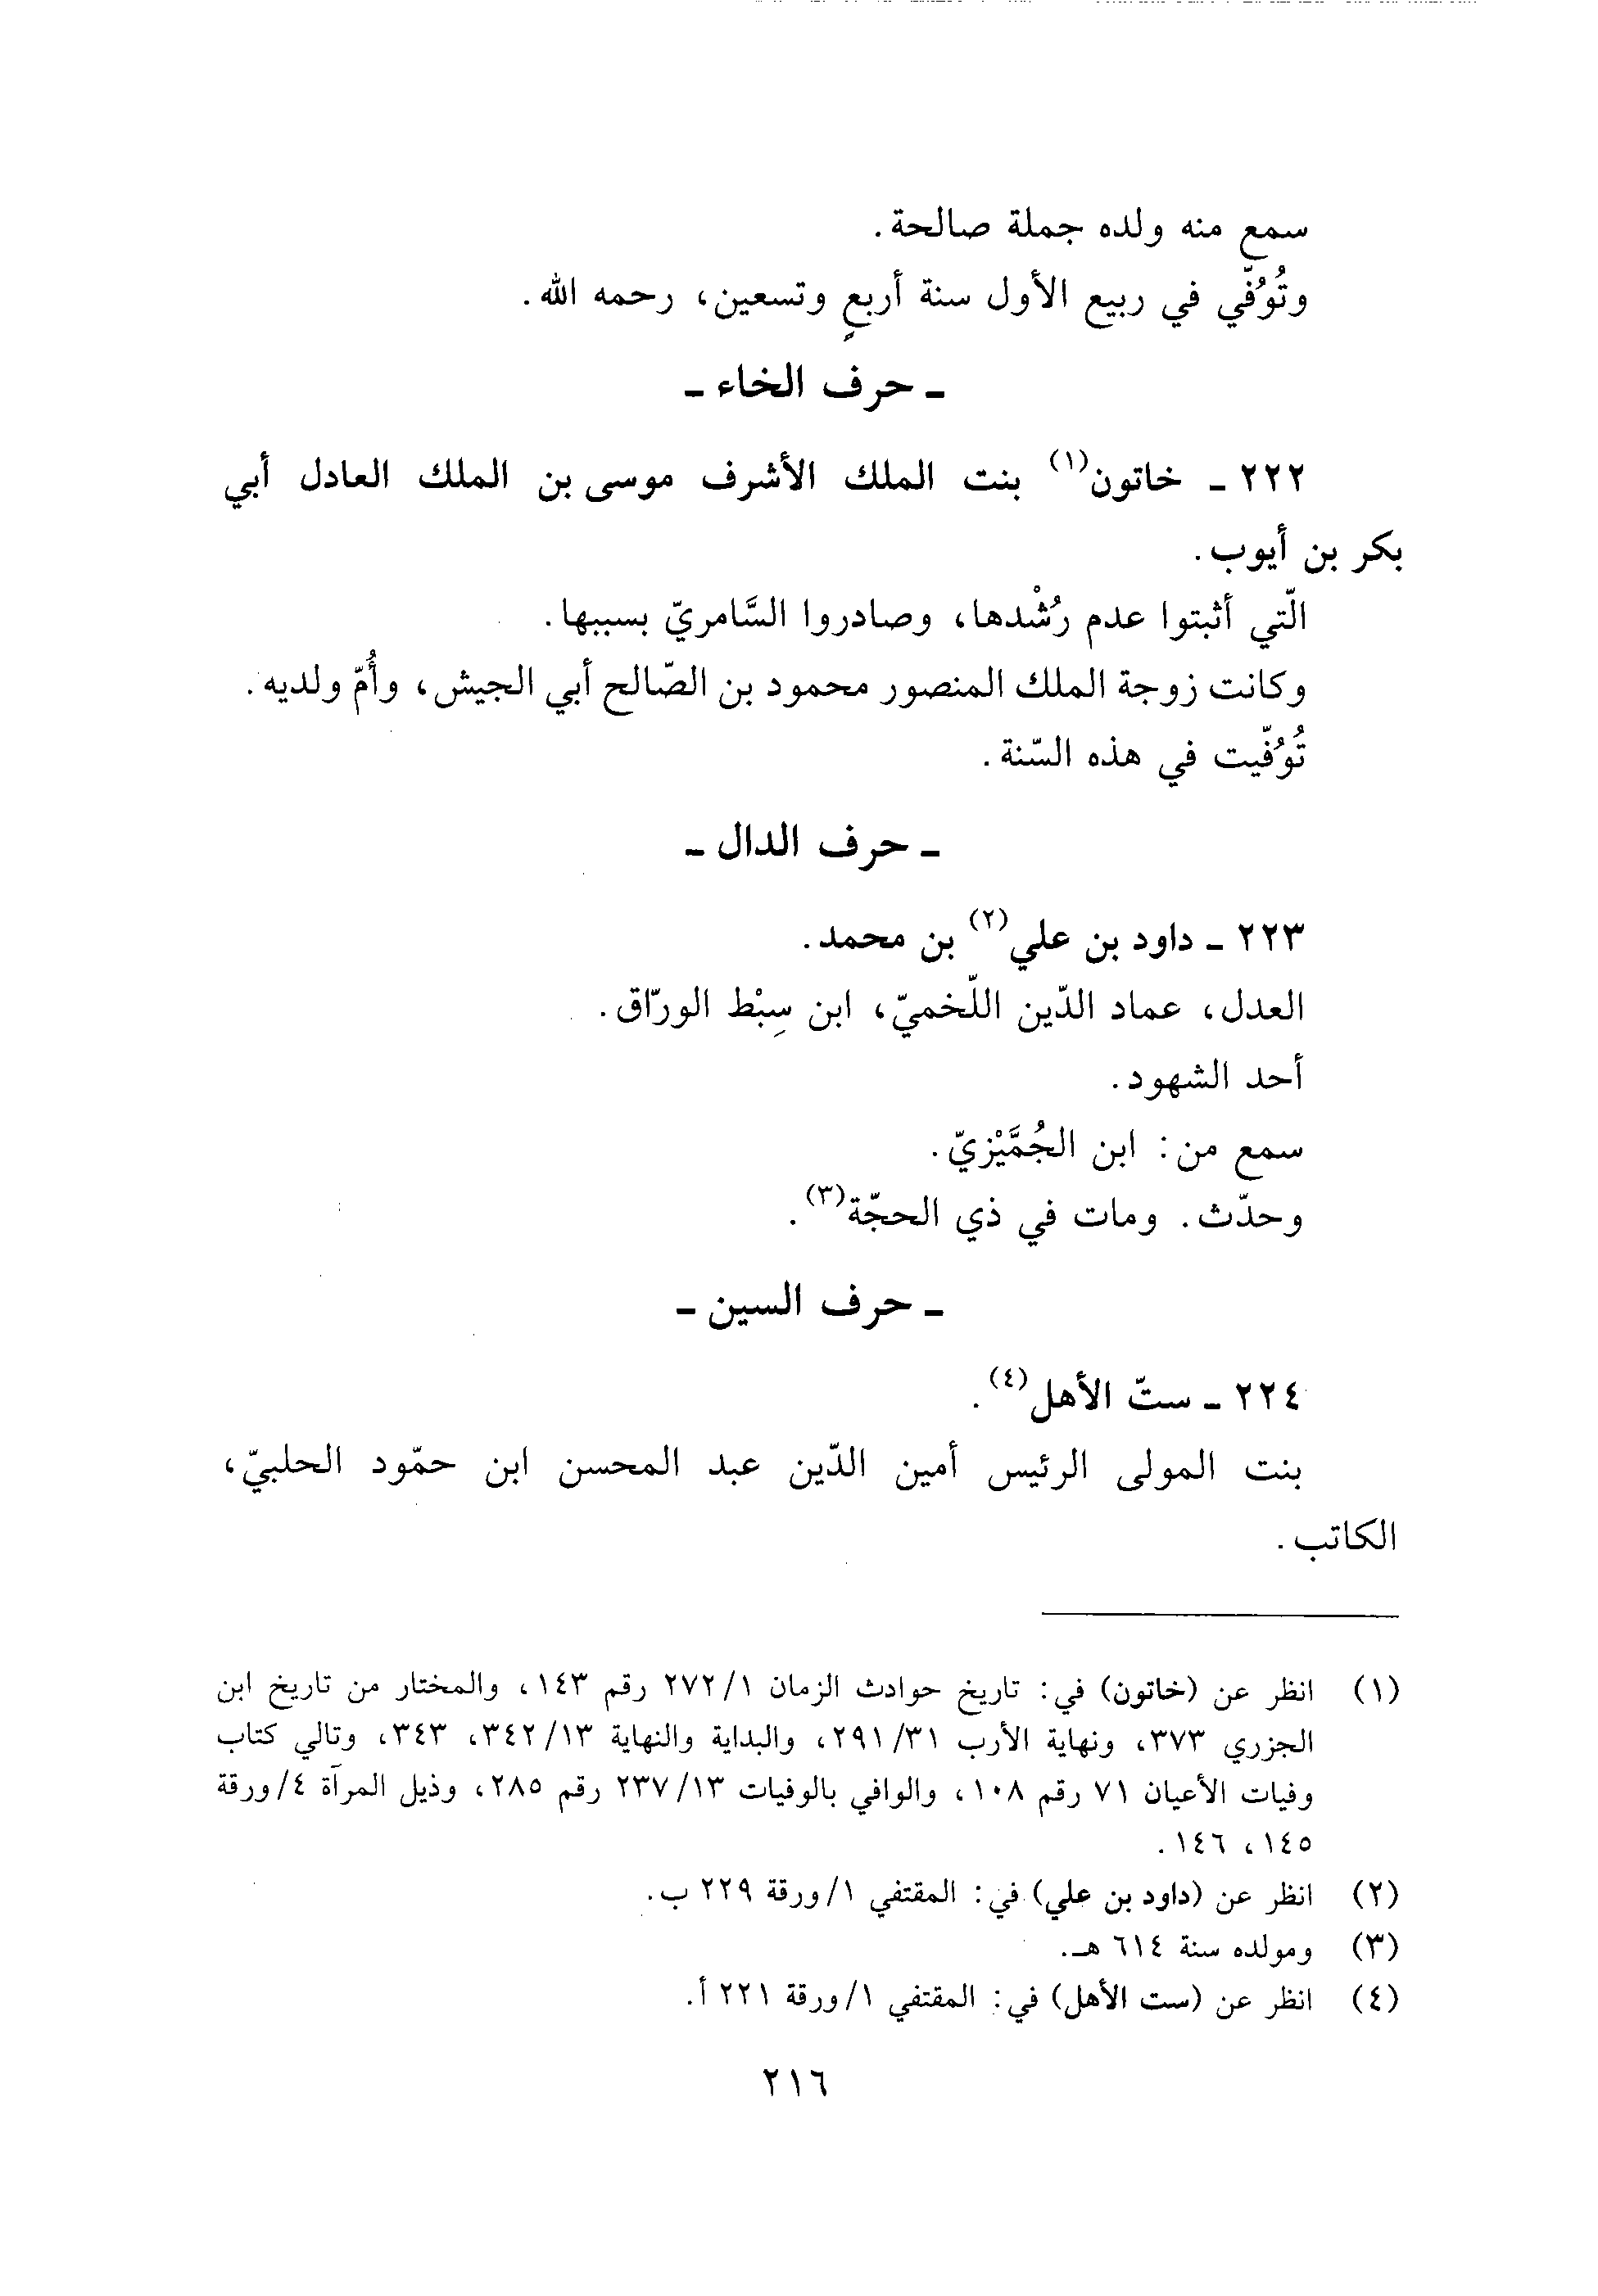 سمع منه ولده جملة صالحة.
وتُوُفّي في ربيع الأول سنة أربعٍ وتسعين، رحمه الله.
ـ حرف الخاء ـ
٢٢٢ ـ خاتون(١) بنت الملك الأشرف موسى بن الملك العادل أبي
بكر بن أيوب.
الّتي أثبتوا عدم رُشْدها، وصادروا السَّامريّ بسببها.
وكانت زوجة الملك المنصور محمود بن الصّالح أبي الجيش، وأُمّ ولديه.
تُوُفّيت في هذه السّنة.
ـ حرف الدال ـ
٢٢٣ ـ داود بن علي(٢) بن محمد.
العدل، عماد الدّين اللّخميّ، ابن سِبْط الورّاق.
أحد الشهود.
سمع من: ابن الجُمَّيْزيّ.
وحدّث. ومات في ذي الحجّة(٣).
ـ حرف السين ـ
٢٢٤ ـ ستّ الأهل(٤).
بنت المولى الرئيس أمين الدّين عبد المحسن ابن حمّود الحلبيّ،
الكاتب.
(١) انظر عن (خاتون) في: تاريخ حوادث الزمان ٢٧٢/١ رقم ١٤٣، والمختار من تاريخ ابن
الجزري ٣٧٣، ونهاية الأرب ٢٩١/٣١، والبداية والنهاية ٣٤٢/١٣، ٣٤٣، وتالي كتاب
وفيات الأعيان ٧١ رقم ١٠٨، والوافي بالوفيات ٢٣٧/١٣ رقم ٢٨٥، وذيل المرآة ٤/ورقة
١٤٥، ١٤٦.
(٢) انظر عن (داود بن علي) في: المقتفي ١/ورقة ٢٢٩ ب.
(٣) ومولده سنة ٦١٤ هـ.
(٤) انظر عن (ست الأهل) في: المقتفي ١/ورقة ٢٢١ أ.
٢١٦